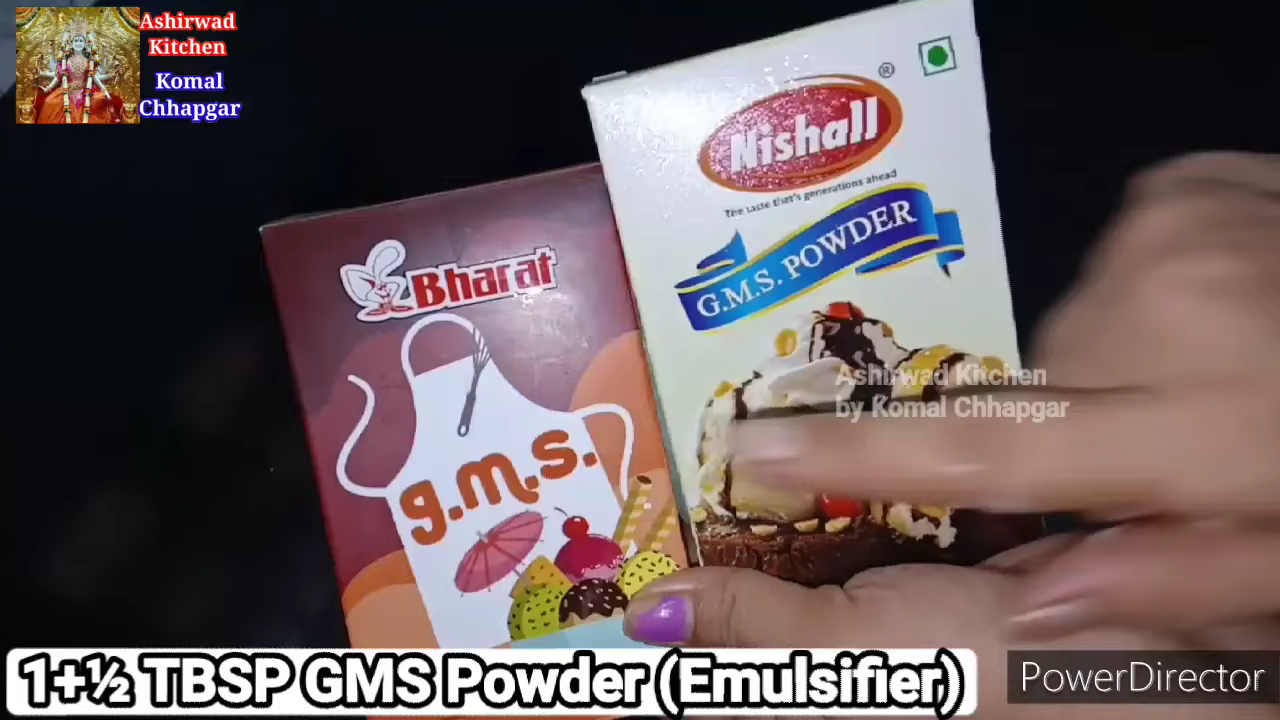 Ashirwad
Kitchen
Komal
Chhapgar
Nishall
®
The taste that's generations ahead
G.M.S. POWDER
Bharat
g.m.s.
Ashirwad Kitchen
by Komal Chhapgar
1+½ TBSP GMS Powder (Emulsifier)
PowerDirector